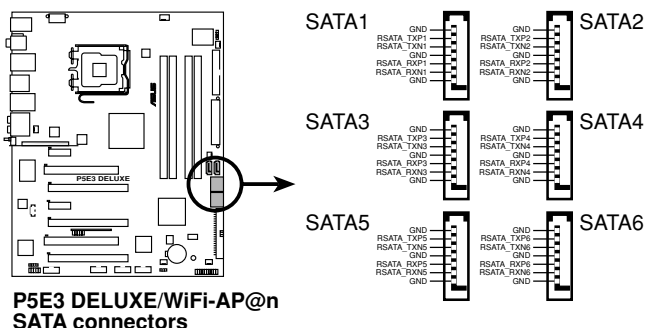 SATA1
GND
RSATA_TXP1
RSATA_TXN1
GND
RSATA_RXP1
RSATA_RXN1
GND
SATA2
GND
RSATA_TXP2
RSATA_TXN2
GND
RSATA_RXP2
RSATA_RXN2
GND
SATA3
GND
RSATA_TXP3
RSATA_TXN3
GND
RSATA_RXP3
RSATA_RXN3
GND
SATA4
GND
RSATA_TXP4
RSATA_TXN4
GND
RSATA_RXP4
RSATA_RXN4
GND
SATA5
GND
RSATA_TXP5
RSATA_TXN5
GND
RSATA_RXP5
RSATA_RXN5
GND
SATA6
GND
RSATA_TXP6
RSATA_TXN6
GND
RSATA_RXP6
RSATA_RXN6
GND
ASUS
P5E3 DELUXE
P5E3 DELUXE/WiFi-AP@n
SATA connectors